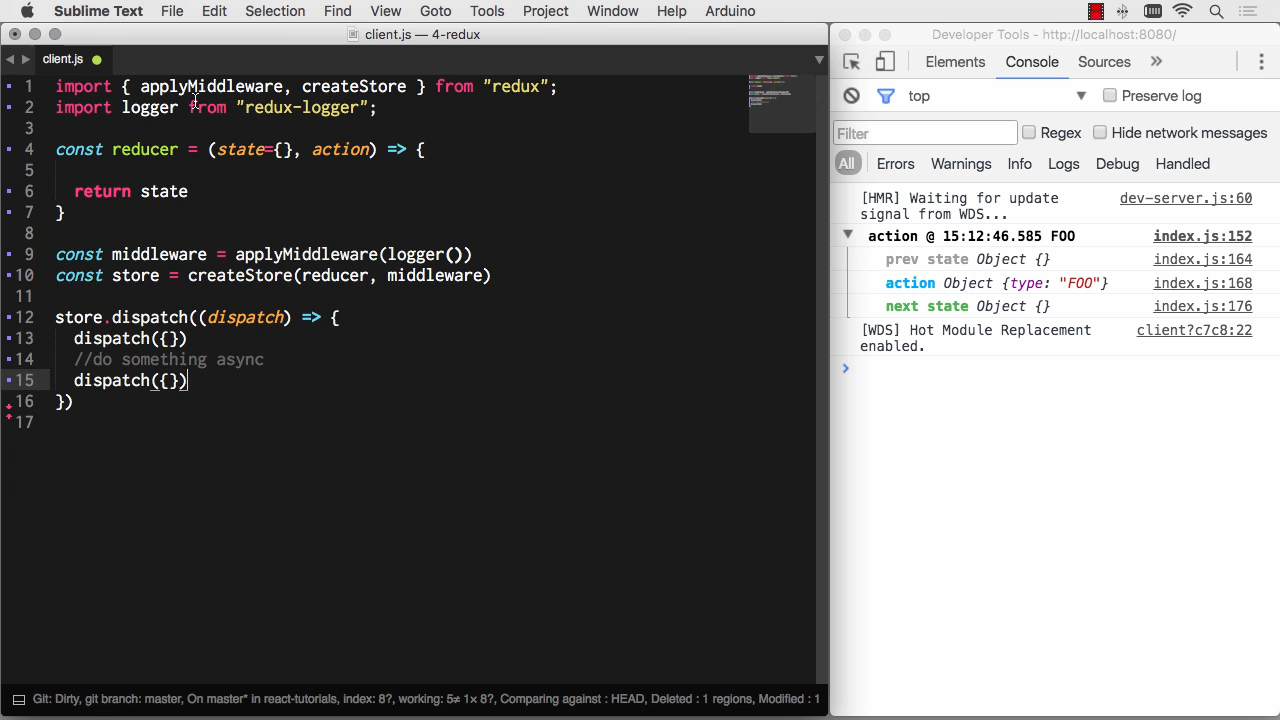 Sublime Text File Edit Selection Find View Goto Tools Project Window Help Arduino
client.js — 4-redux
client.js
1 import { applyMiddleware, createStore } from "redux";
2 import logger from "redux-logger";
3
4 const reducer = (state={}, action) => {
5
6   return state
7 }
8
9 const middleware = applyMiddleware(logger())
10 const store = createStore(reducer, middleware)
11
12 store.dispatch((dispatch) => {
13   dispatch({})
14   //do something async
15   dispatch({})
16 })
17
Git: Dirty, git branch: master, On master* in react-tutorials, index: 8?, working: 5≠ 1× 8?, Comparing against : HEAD, Deleted : 1 regions, Modified : 1
Developer Tools - http://localhost:8080/
Elements Console Sources »
top ▼ Preserve log
Filter Regex Hide network messages
All Errors Warnings Info Logs Debug Handled
[HMR] Waiting for update dev-server.js:60
signal from WDS...
▼ action @ 15:12:46.585 FOO index.js:152
prev state Object {} index.js:164
action Object {type: "FOO"} index.js:168
next state Object {} index.js:176
[WDS] Hot Module Replacement client?c7c8:22
enabled.
>